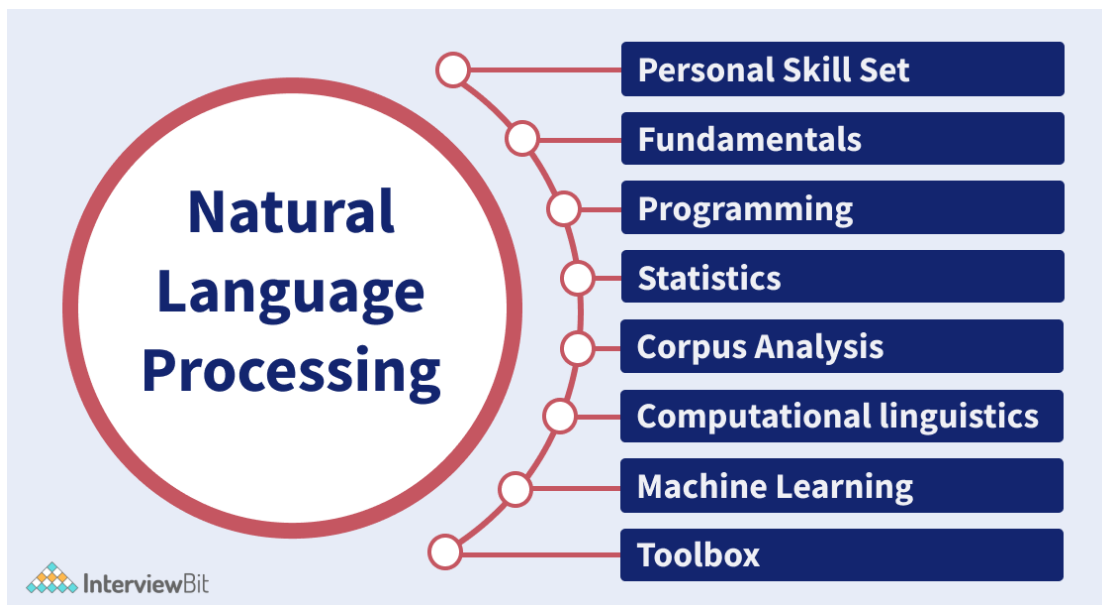 Natural
Language
Processing
Personal Skill Set
Fundamentals
Programming
Statistics
Corpus Analysis
Computational linguistics
Machine Learning
Toolbox
InterviewBit